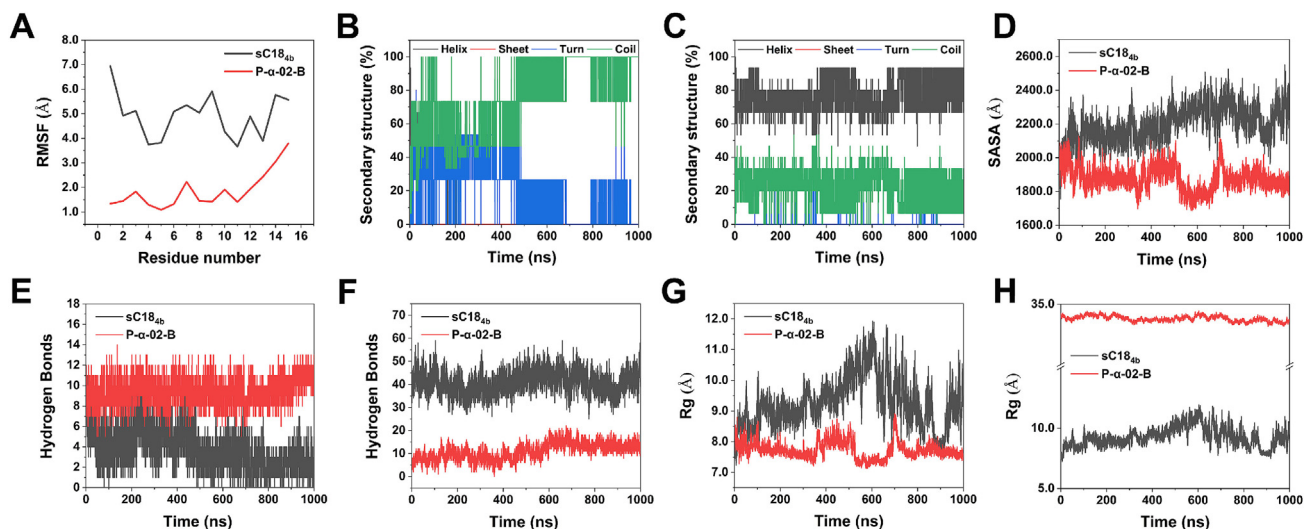 A
RMSF (Å)
8.0
7.0
6.0
5.0
4.0
3.0
2.0
1.0
sC18₄b
P-α-02-B
0 2 4 6 8 10 12 14 16
Residue number
B
Secondary structure (%)
100
80
60
40
20
0
Helix Sheet Turn Coil
0 200 400 600 800 1000
Time (ns)
C
Secondary structure (%)
100
80
60
40
20
0
Helix Sheet Turn Coil
0 200 400 600 800 1000
Time (ns)
D
SASA (Å)
2600
2400
2200
2000
1800
1600
sC18₄b
P-α-02-B
0 200 400 600 800 1000
Time (ns)
E
Hydrogen Bonds
18
16
14
12
10
8
6
4
2
0
sC18₄b
P-α-02-B
0 200 400 600 800 1000
Time (ns)
F
Hydrogen Bonds
70
60
50
40
30
20
10
0
sC18₄b
P-α-02-B
0 200 400 600 800 1000
Time (ns)
G
Rg (Å)
12.0
11.0
10.0
9.0
8.0
7.0
sC18₄b
P-α-02-B
0 200 400 600 800 1000
Time (ns)
H
Rg (Å)
35.0
10.0
5.0
sC18₄b
P-α-02-B
0 200 400 600 800 1000
Time (ns)